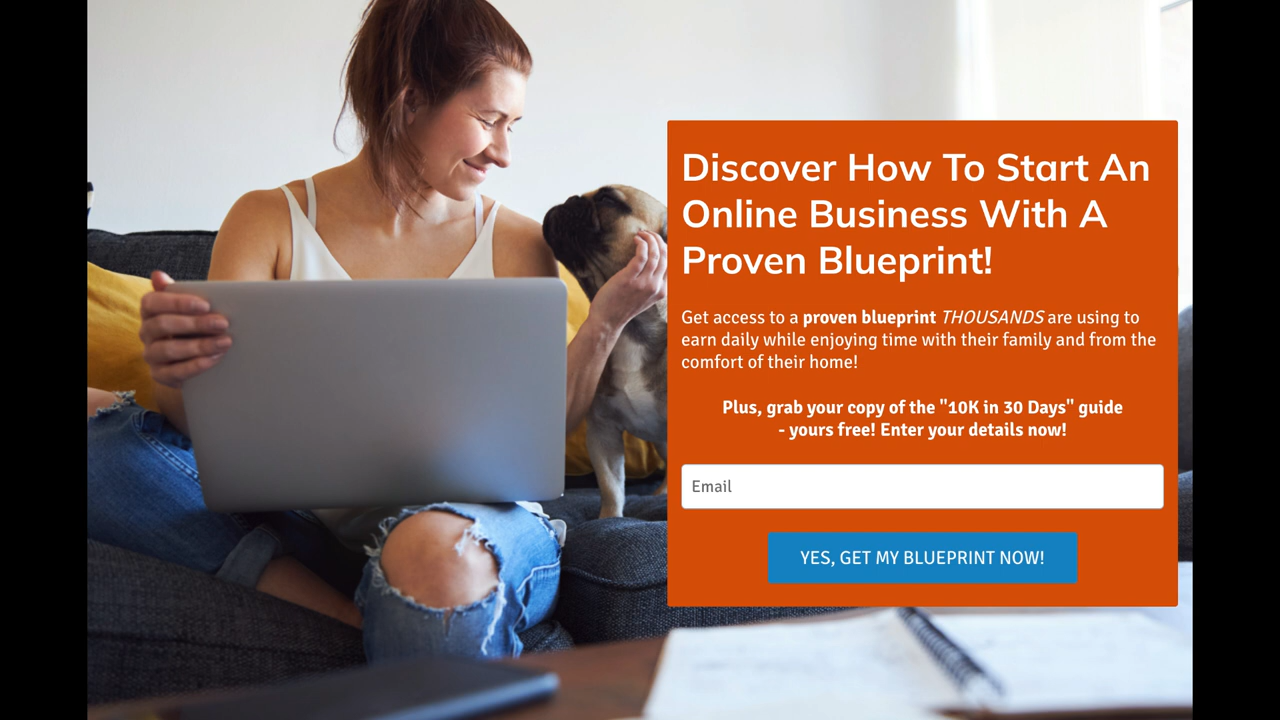 Discover How To Start An
Online Business With A
Proven Blueprint!
Get access to a proven blueprint THOUSANDS are using to
earn daily while enjoying time with their family and from the
comfort of their home!
Plus, grab your copy of the "10K in 30 Days" guide
- yours free! Enter your details now!
Email
YES, GET MY BLUEPRINT NOW!